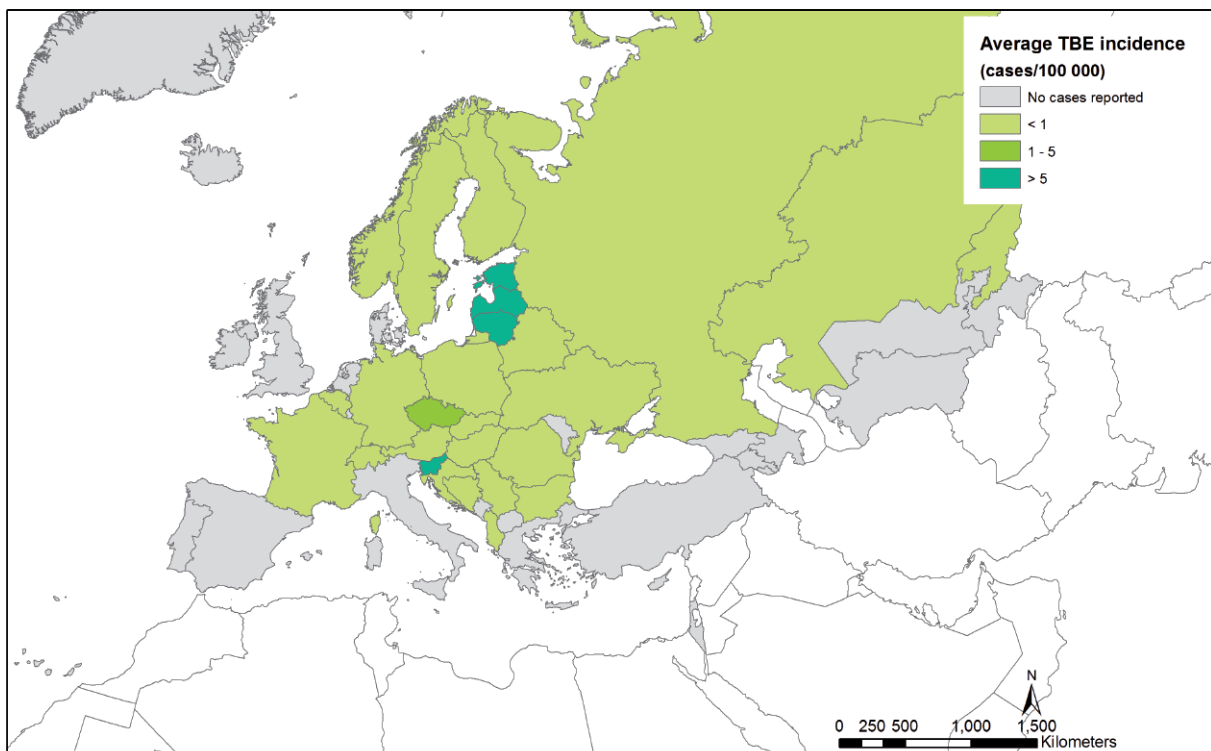 Average TBE incidence
(cases/100 000)
No cases reported
< 1
1 - 5
> 5
N
0 250 500 1,000 1,500
Kilometers